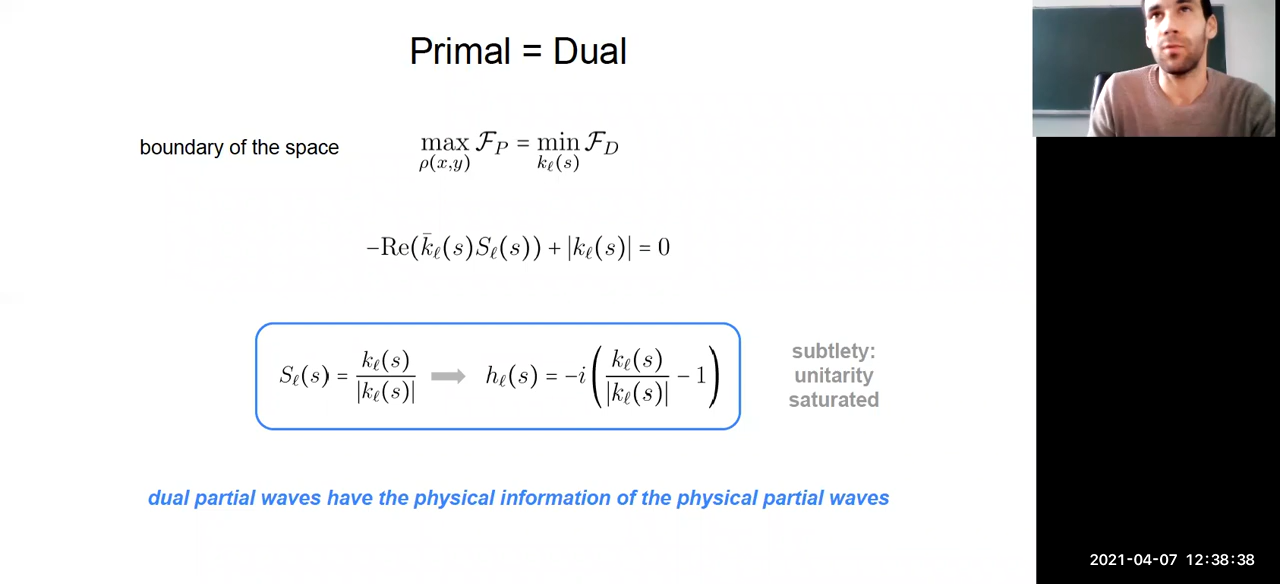 Primal = Dual
boundary of the space
max F_P = min F_D
ρ(x,y) k_ℓ(s)
−Re(k̄_ℓ(s)S_ℓ(s)) + |k_ℓ(s)| = 0
S_ℓ(s) = k_ℓ(s) / |k_ℓ(s)| ⟹ h_ℓ(s) = −i ( k_ℓ(s) / |k_ℓ(s)| − 1 )
subtlety:
unitarity
saturated
dual partial waves have the physical information of the physical partial waves
2021-04-07 12:38:38